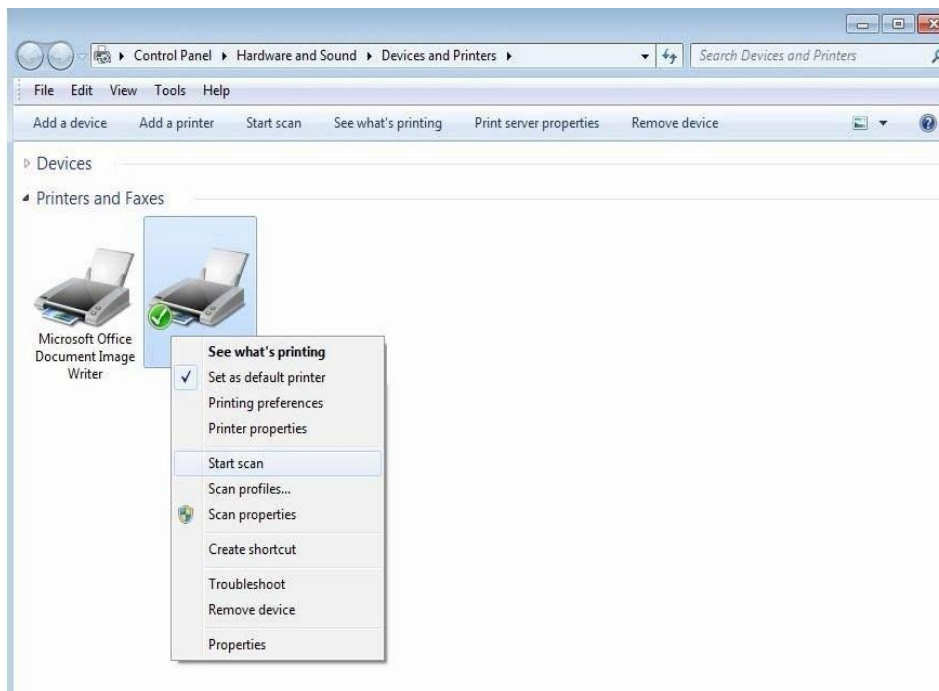 Control Panel Hardware and Sound Devices and Printers Search Devices and Printers
File Edit View Tools Help
Add a device Add a printer Start scan See what's printing Print server properties Remove device
Devices
Printers and Faxes
Microsoft Office
Document Image
Writer
See what's printing
Set as default printer
Printing preferences
Printer properties
Start scan
Scan profiles...
Scan properties
Create shortcut
Troubleshoot
Remove device
Properties